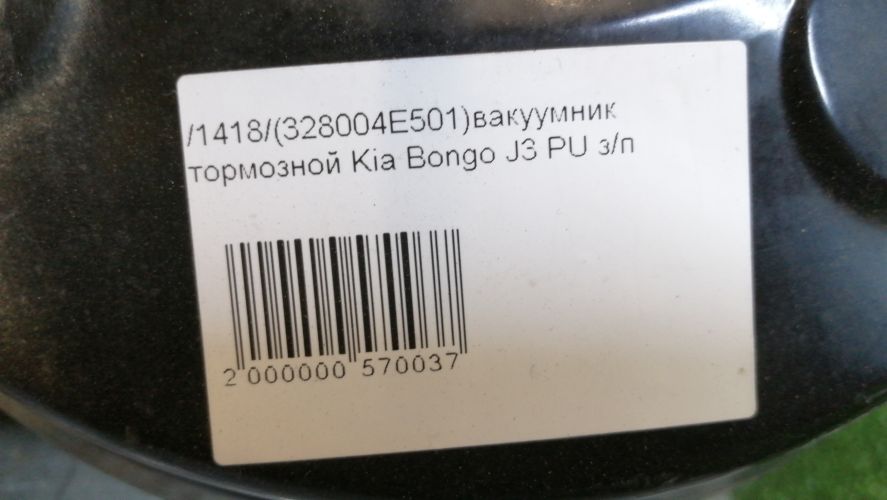 /1418/(328004E501)вакуумник
тормозной Kia Bongo J3 PU з/п
2 000000 570037